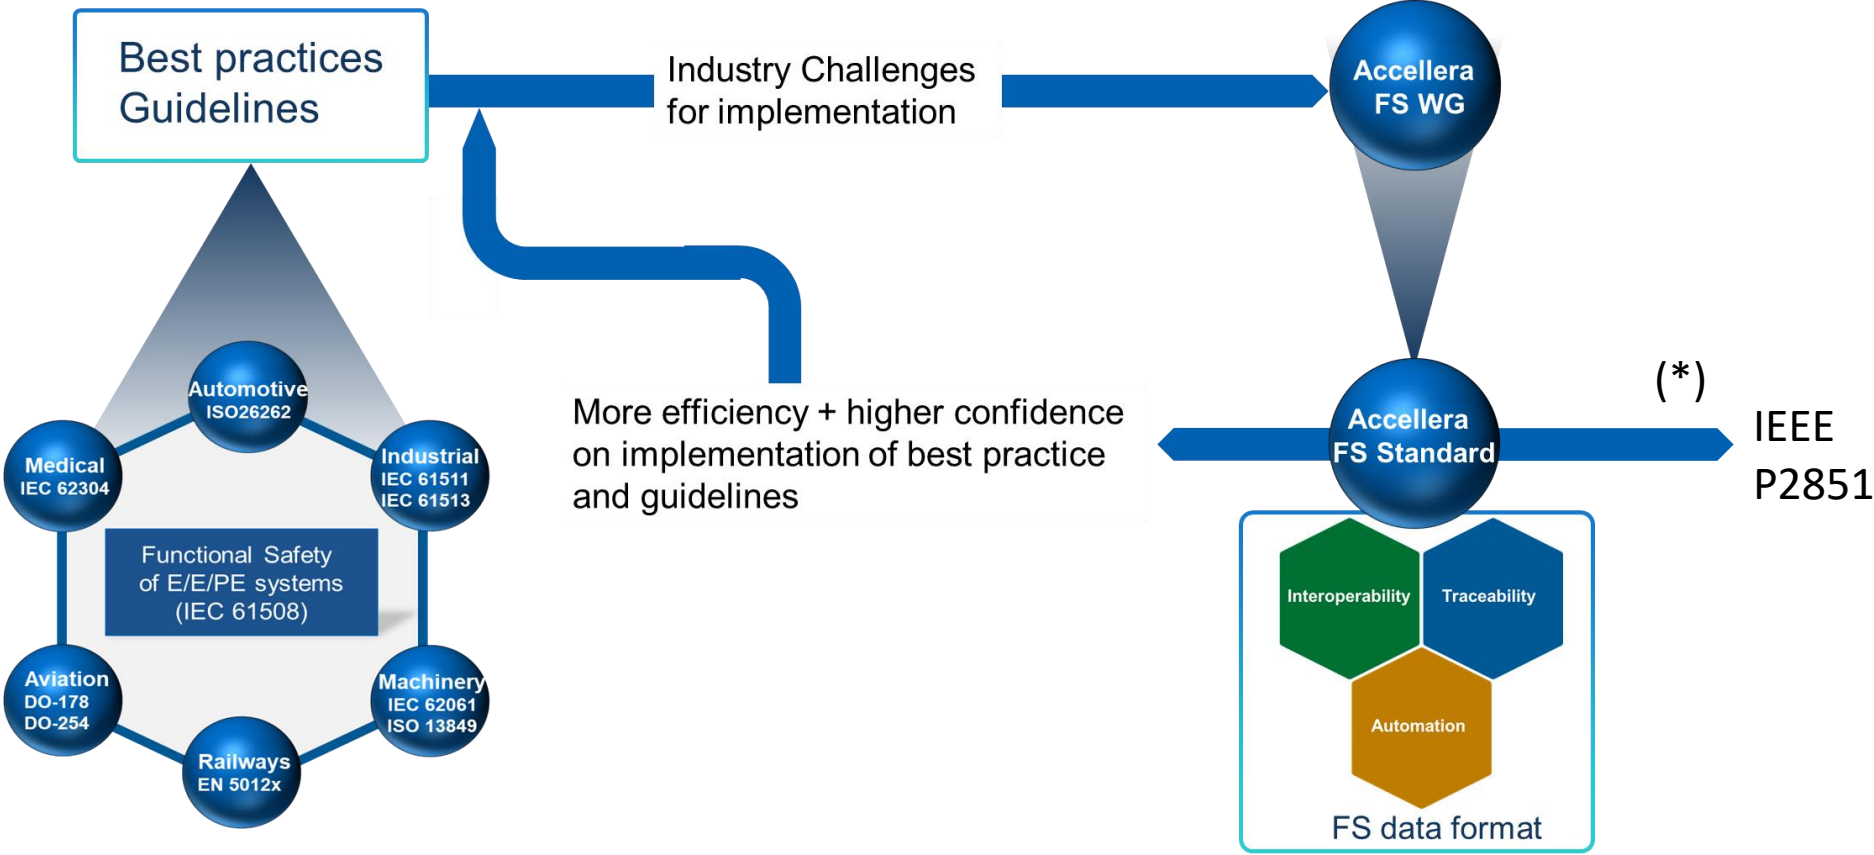 Best practices
Guidelines
Industry Challenges
for implementation
Accellera
FS WG
More efficiency + higher confidence
on implementation of best practice
and guidelines
Accellera
FS Standard
(*)
IEEE
P2851
Automotive
ISO26262
Medical
IEC 62304
Industrial
IEC 61511
IEC 61513
Functional Safety
of E/E/PE systems
(IEC 61508)
Aviation
DO-178
DO-254
Machinery
IEC 62061
ISO 13849
Railways
EN 5012x
Interoperability
Traceability
Automation
FS data format